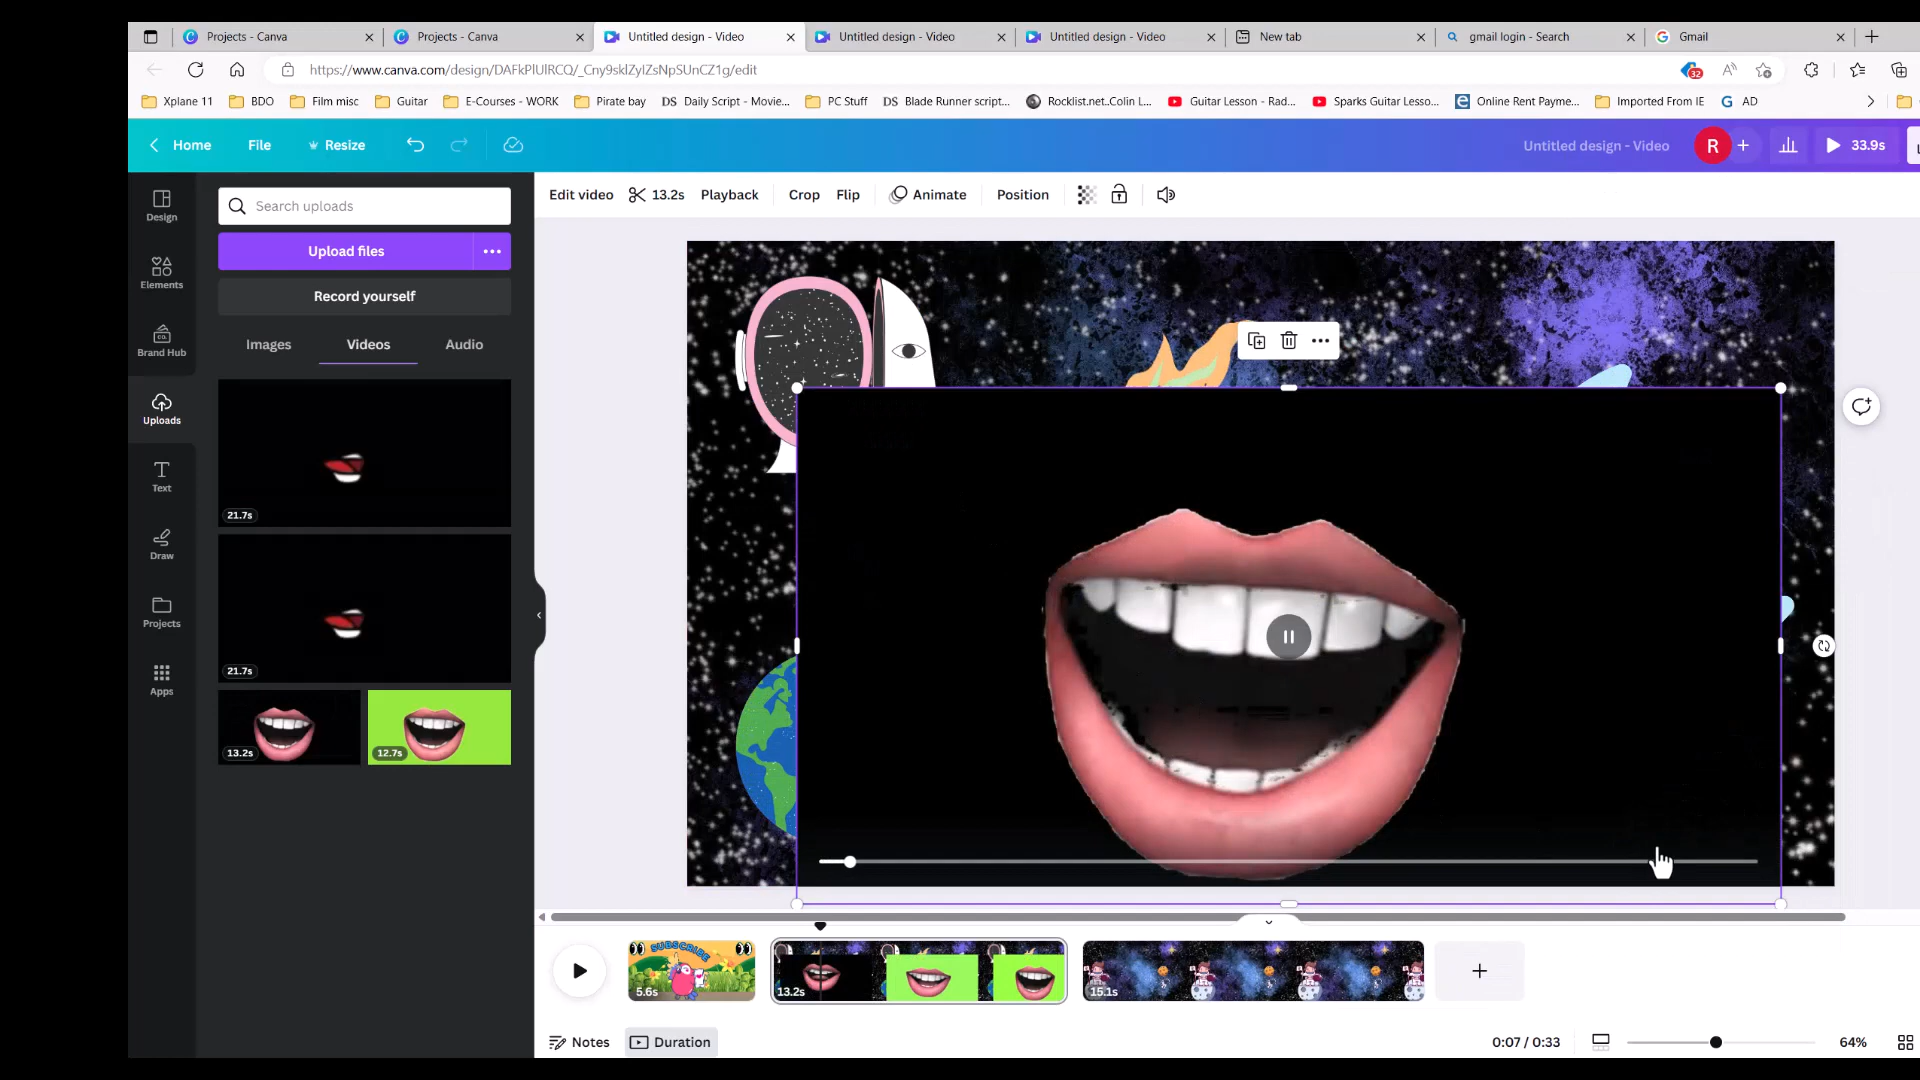 Projects - Canva
Projects - Canva
Untitled design - Video
Untitled design - Video
Untitled design - Video
New tab
gmail login - Search
Gmail
https://www.canva.com/design/DAFkPlUlRCQ/_Cny9sklZyIZsNpSUnCZ1g/edit
32
Xplane 11
BDO
Film misc
Guitar
E-Courses - WORK
Pirate bay
DS Daily Script - Movie...
PC Stuff
DS Blade Runner script...
Rocklist.net..Colin L...
Guitar Lesson - Rad...
Sparks Guitar Lesso...
Online Rent Payme...
Imported From IE
G AD
Home
File
Resize
Untitled design - Video
R
33.9s
Design
Elements
Brand Hub
Uploads
Text
Draw
Projects
Apps
Search uploads
Upload files
Record yourself
Images
Videos
Audio
21.7s
21.7s
13.2s
12.7s
Edit video
13.2s
Playback
Crop
Flip
Animate
Position
SUBSCRIBE
5.6s
13.2s
15.1s
Notes
Duration
0:07 / 0:33
64%